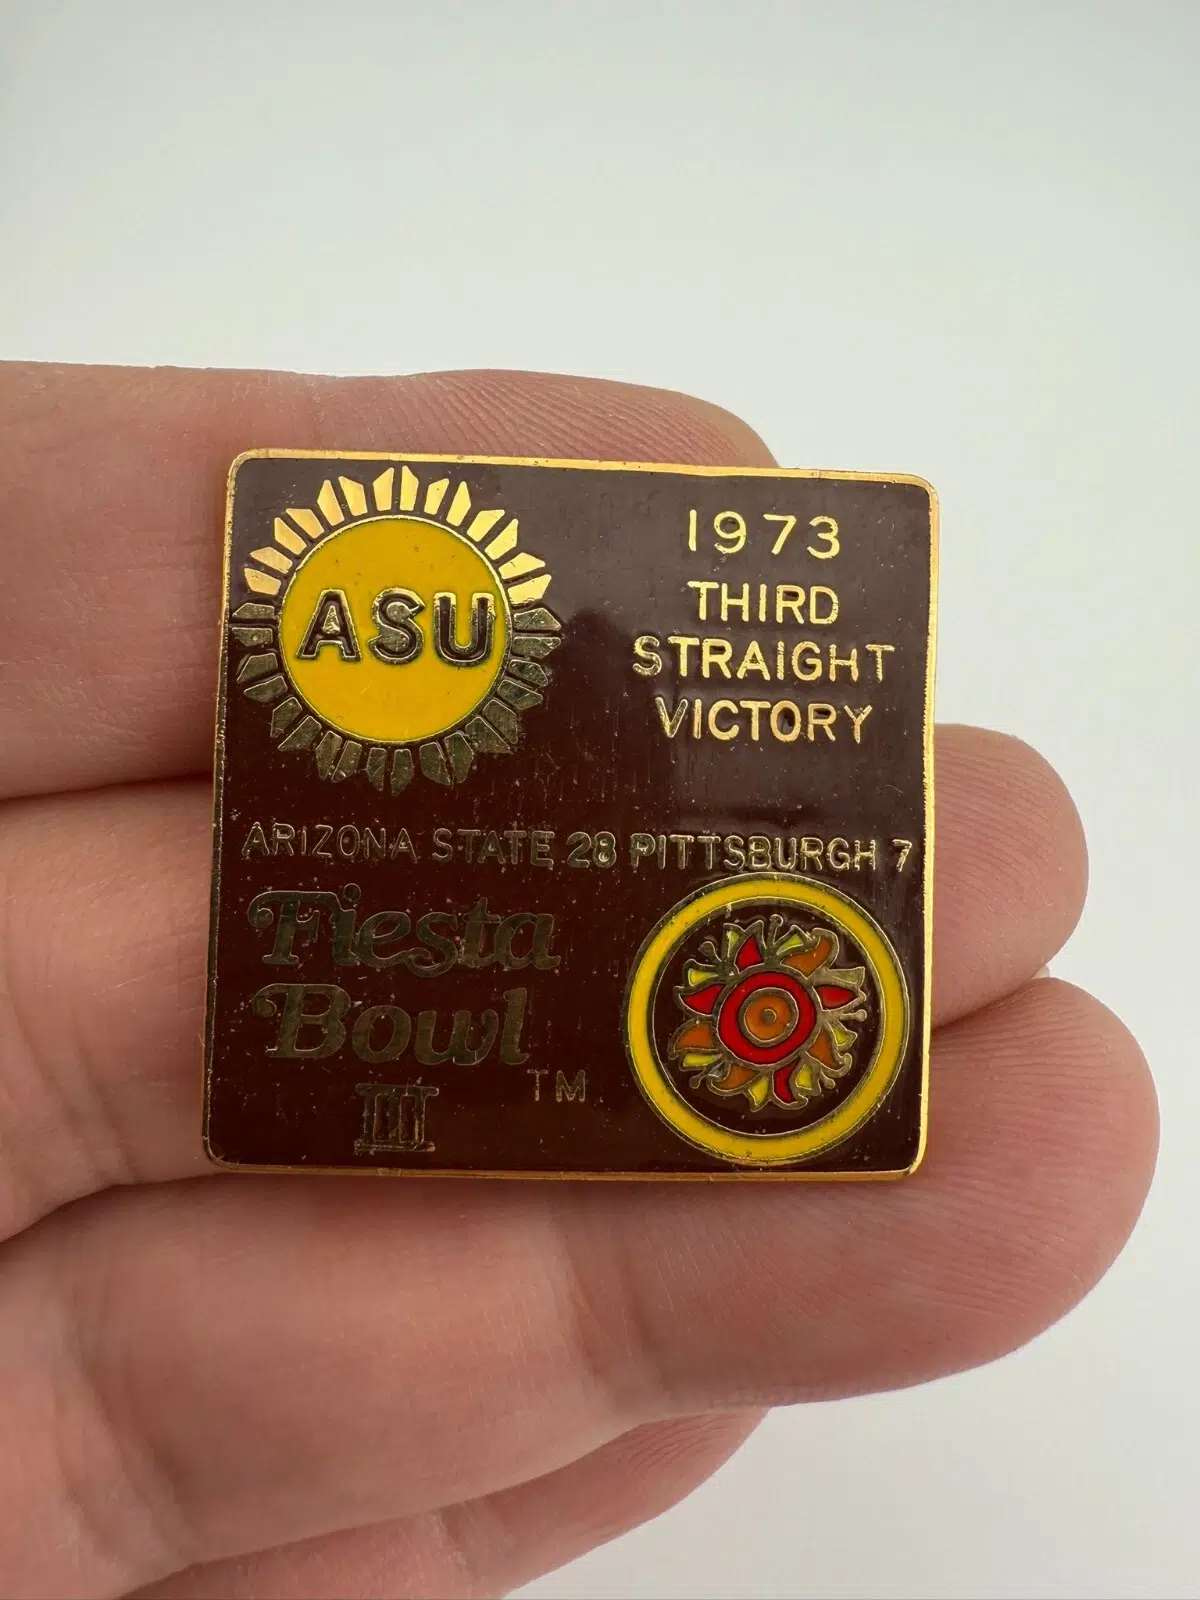 ASU
1973
THIRD
STRAIGHT
VICTORY
ARIZONA STATE 28 PITTSBURGH 7
Fiesta
Bowl TM
III